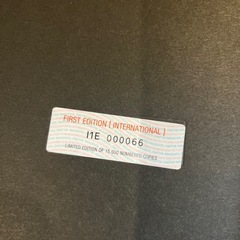 FIRST EDITION [ INTERNATIONAL ]
I1E 000066
LIMITED EDITION OF 15,000 NUMBERED COPIES